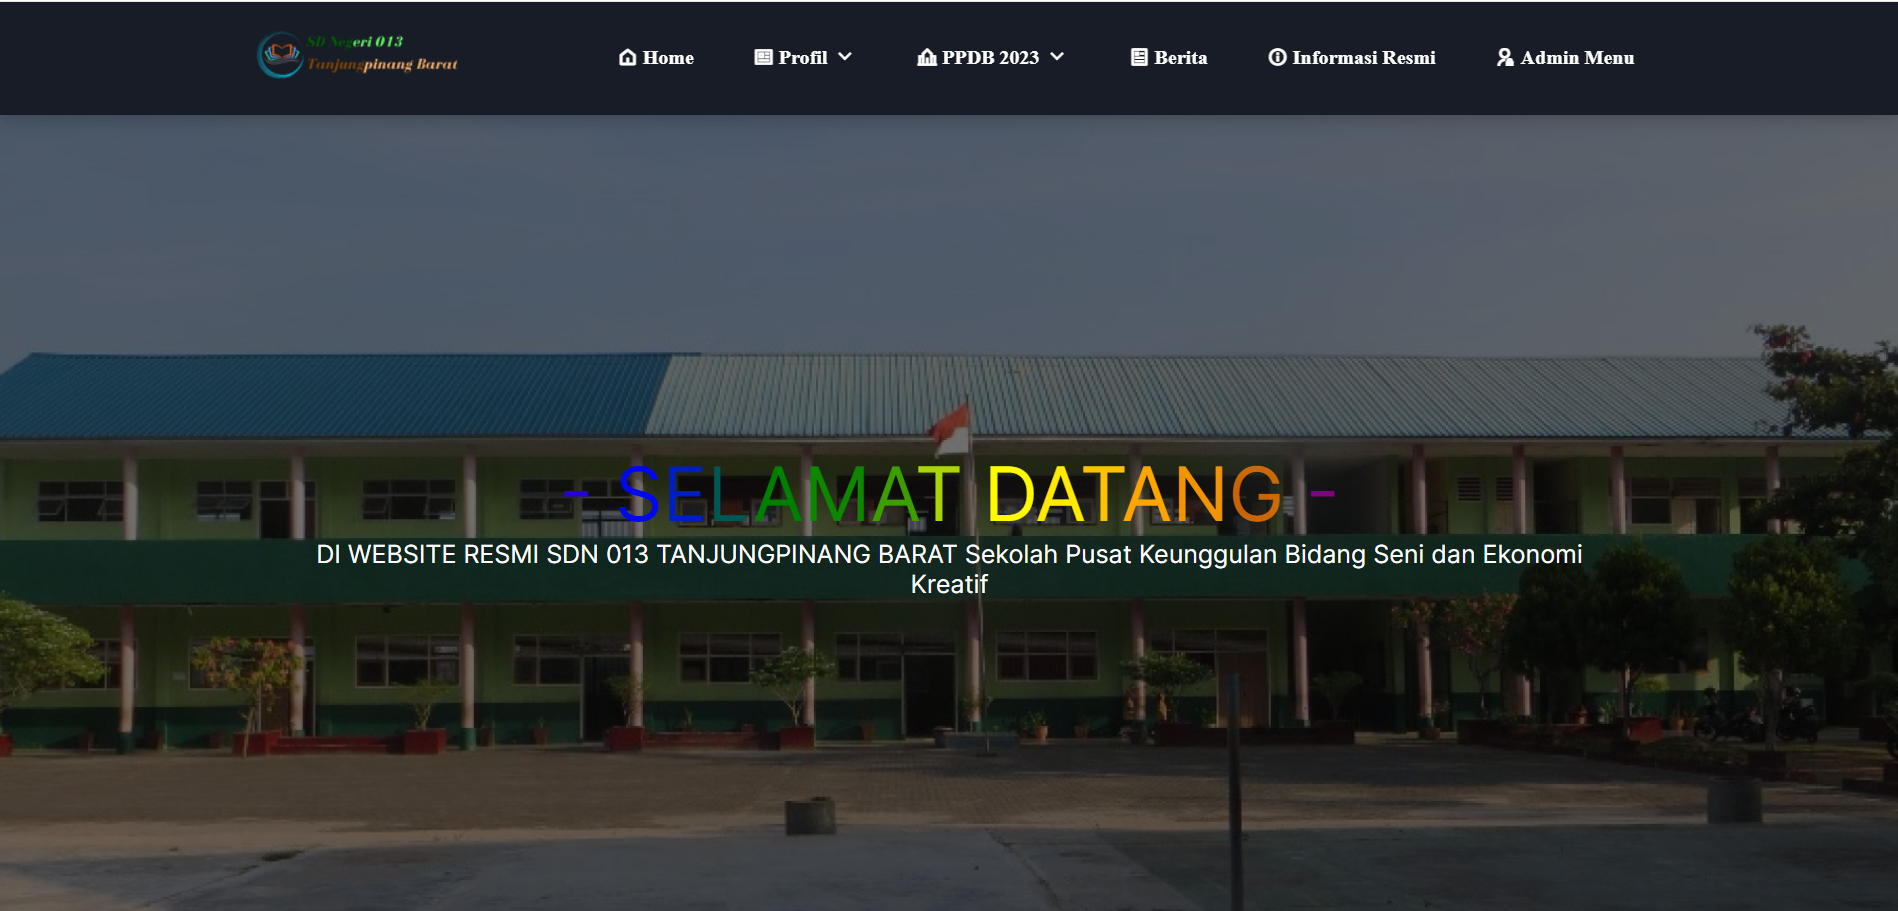 SD Negeri 013
Tanjungpinang Barat
Home
Profil
PPDB 2023
Berita
Informasi Resmi
Admin Menu
- SELAMAT DATANG -
DI WEBSITE RESMI SDN 013 TANJUNGPINANG BARAT Sekolah Pusat Keunggulan Bidang Seni dan Ekonomi
Kreatif